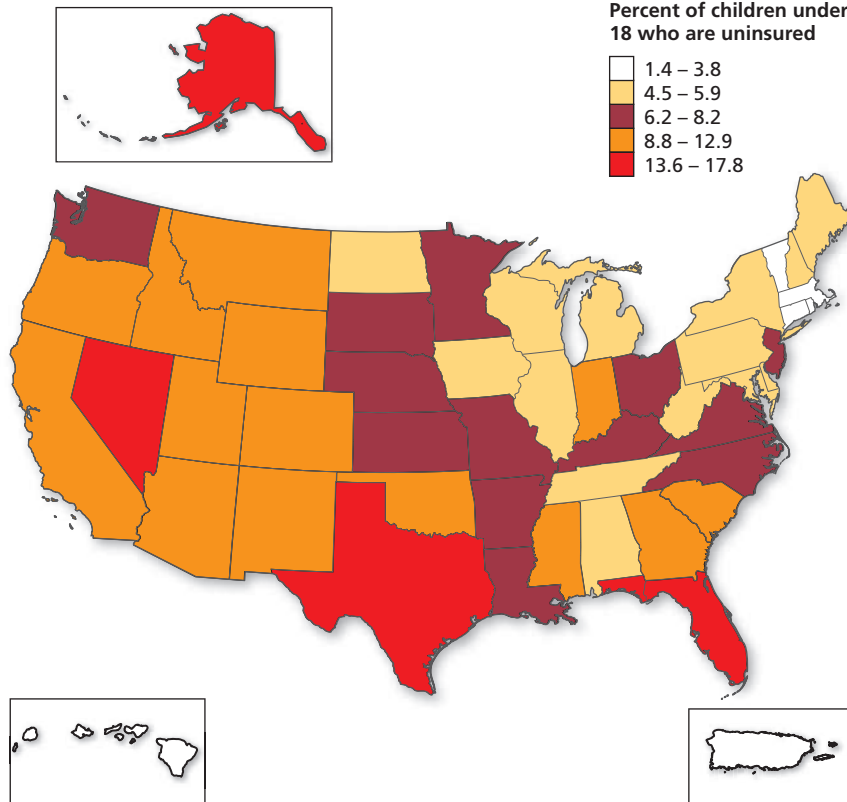 Percent of children under
18 who are uninsured
1.4 – 3.8
4.5 – 5.9
6.2 – 8.2
8.8 – 12.9
13.6 – 17.8